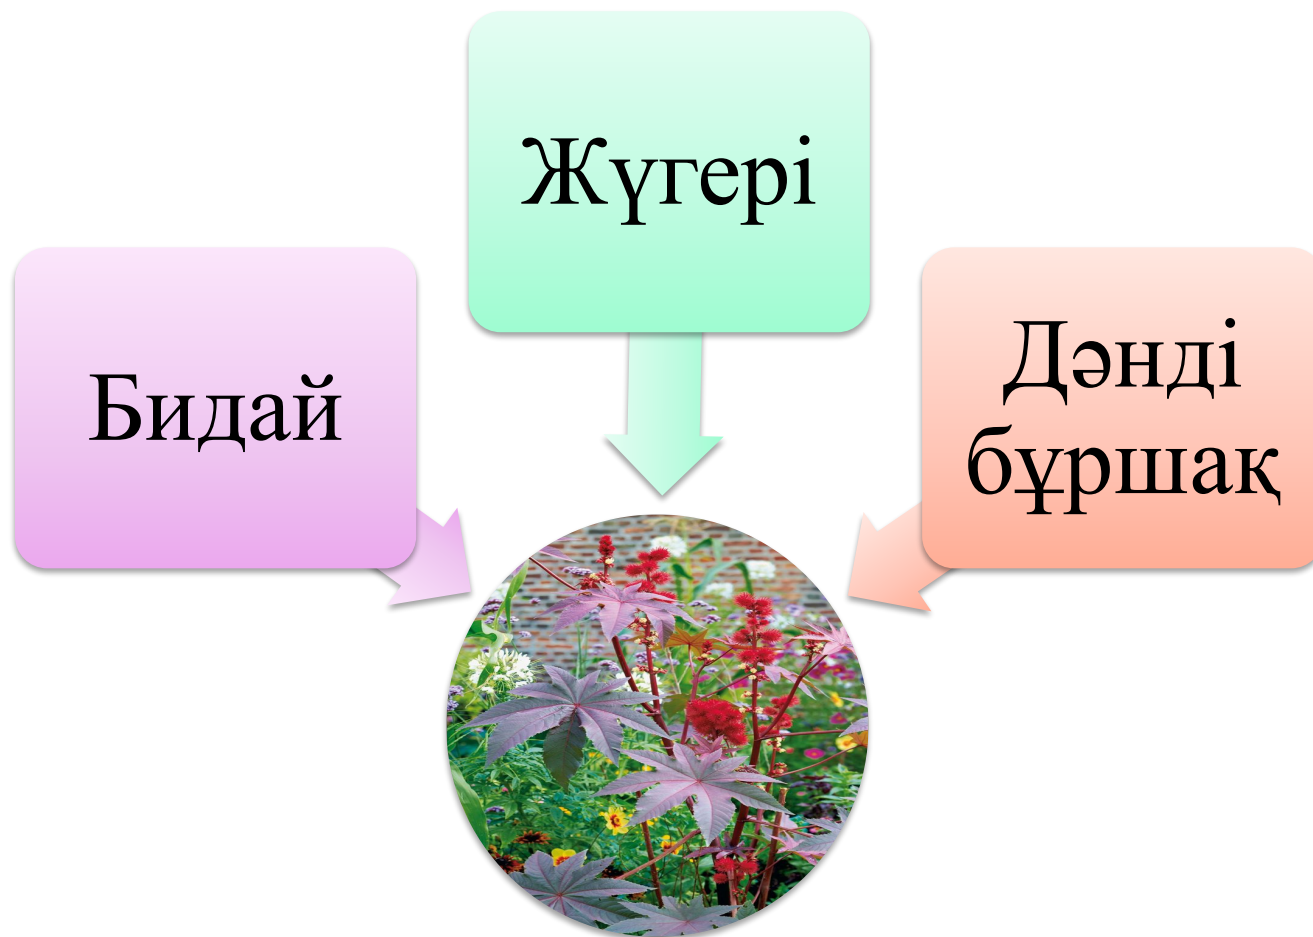 Жүгері
Бидай
Дәнді
бұршақ